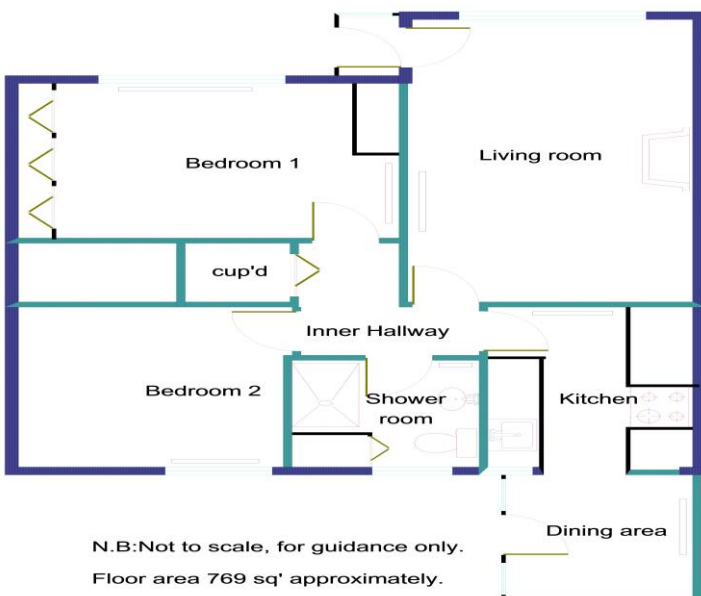 Living room
Bedroom 1
cup'd
Inner Hallway
Bedroom 2
Shower
room
Kitchen
Dining area
N.B:Not to scale, for guidance only.
Floor area 769 sq' approximately.